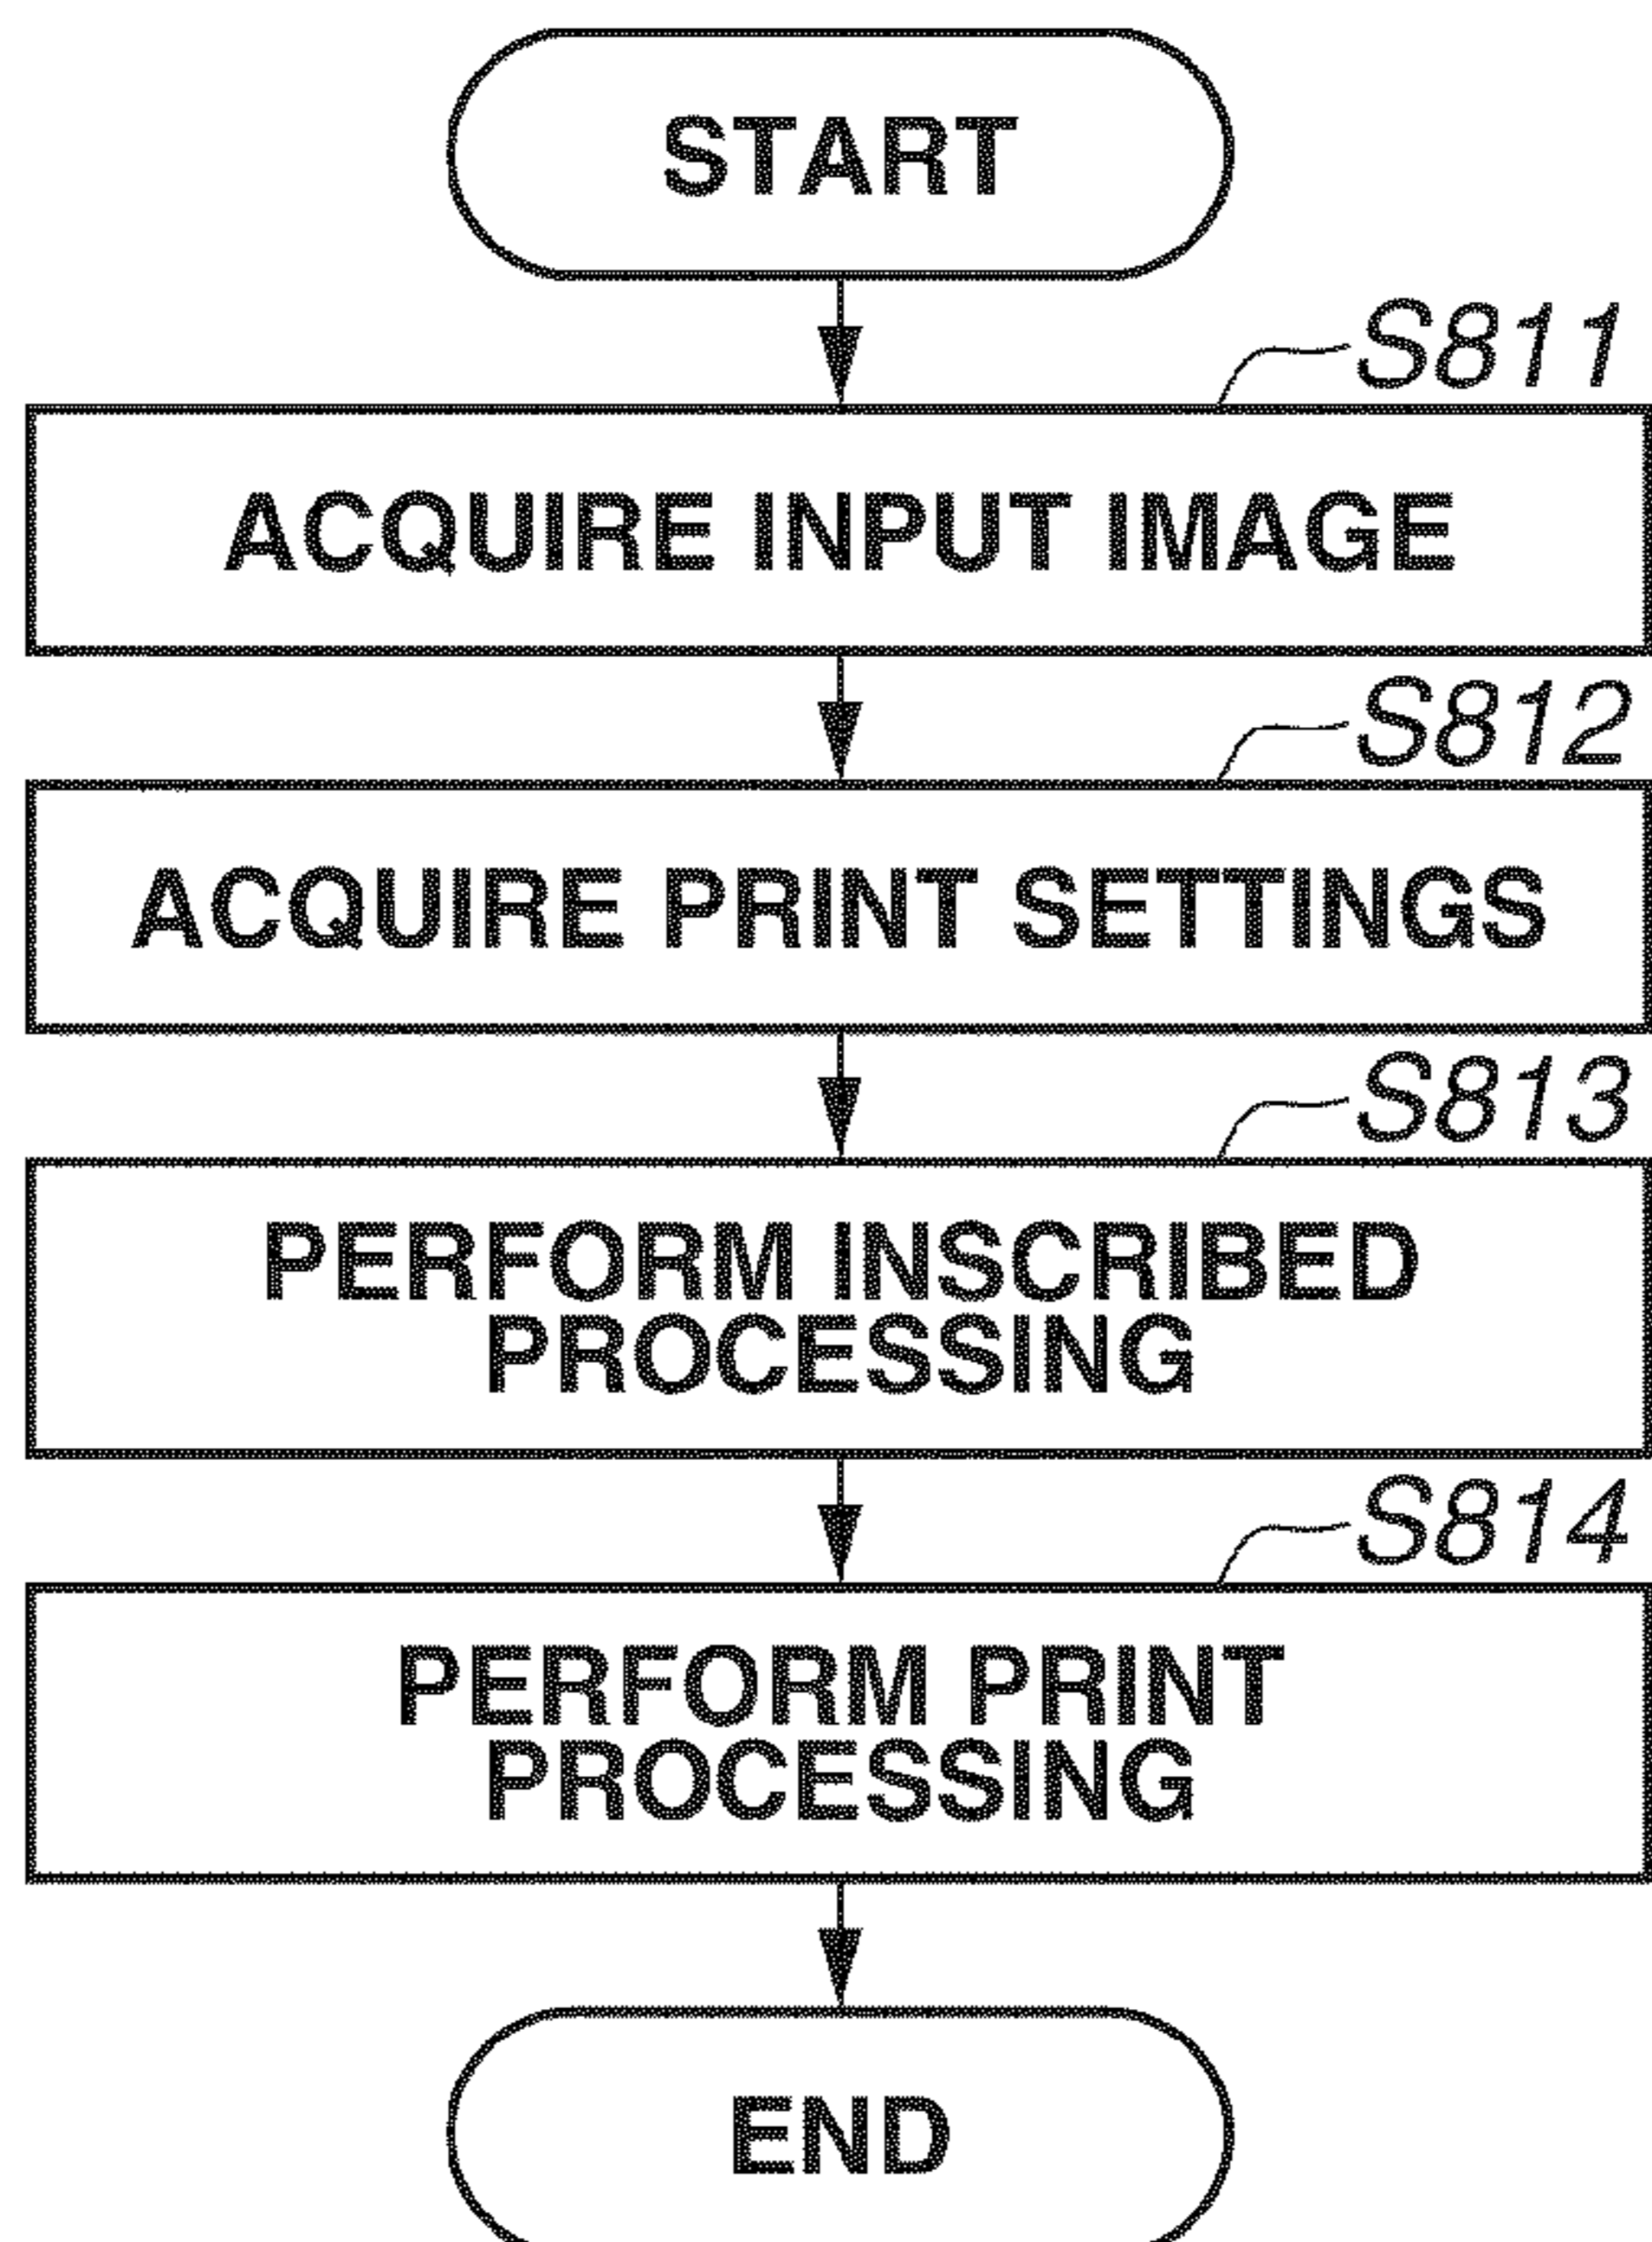 START
S811
ACQUIRE INPUT IMAGE
S812
ACQUIRE PRINT SETTINGS
S813
PERFORM INSCRIBED
PROCESSING
S814
PERFORM PRINT
PROCESSING
END